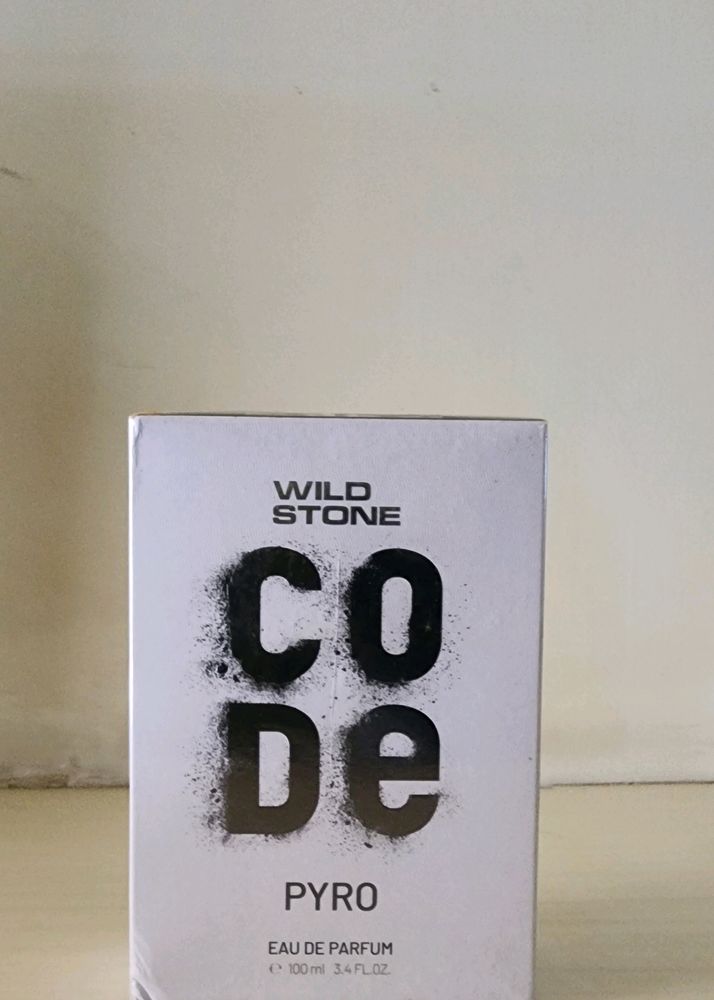 WILD
STONE
CO
De
PYRO
EAU DE PARFUM
℮ 100 ml 3.4 FL.OZ.